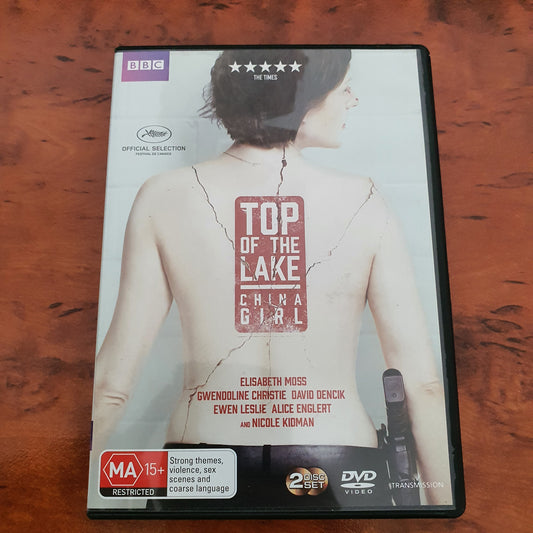 BBC
THE TIMES
OFFICIAL SELECTION
FESTIVAL DE CANNES
TOP
OF THE
LAKE
CHINA
GIRL
ELISABETH MOSS
GWENDOLINE CHRISTIE DAVID DENCIK
EWEN LESLIE ALICE ENGLERT
AND NICOLE KIDMAN
MA 15+
RESTRICTED
Strong themes,
violence, sex
scenes and
coarse language
2 DISC
SET
DVD
VIDEO
TRANSMISSION